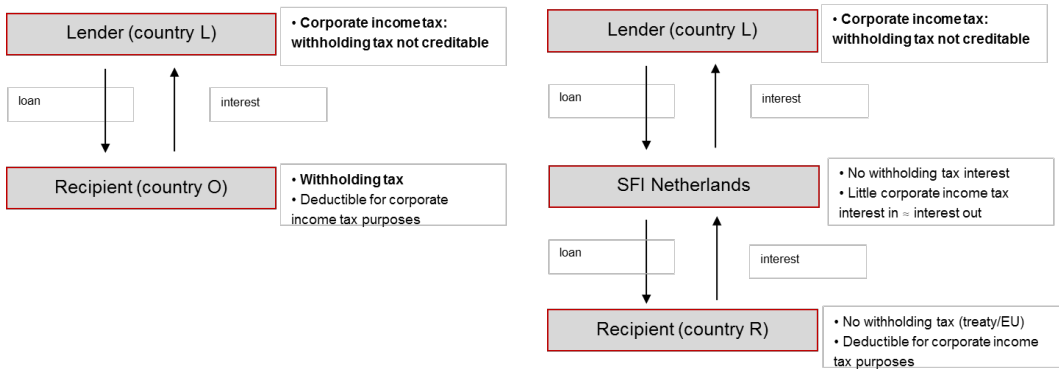 Lender (country L)
• Corporate income tax:
withholding tax not creditable
loan
interest
Recipient (country O)
• Withholding tax
• Deductible for corporate
income tax purposes
Lender (country L)
• Corporate income tax:
withholding tax not creditable
loan
interest
SFI Netherlands
• No withholding tax interest
• Little corporate income tax
interest in ≈ interest out
loan
interest
Recipient (country R)
• No withholding tax (treaty/EU)
• Deductible for corporate income
tax purposes